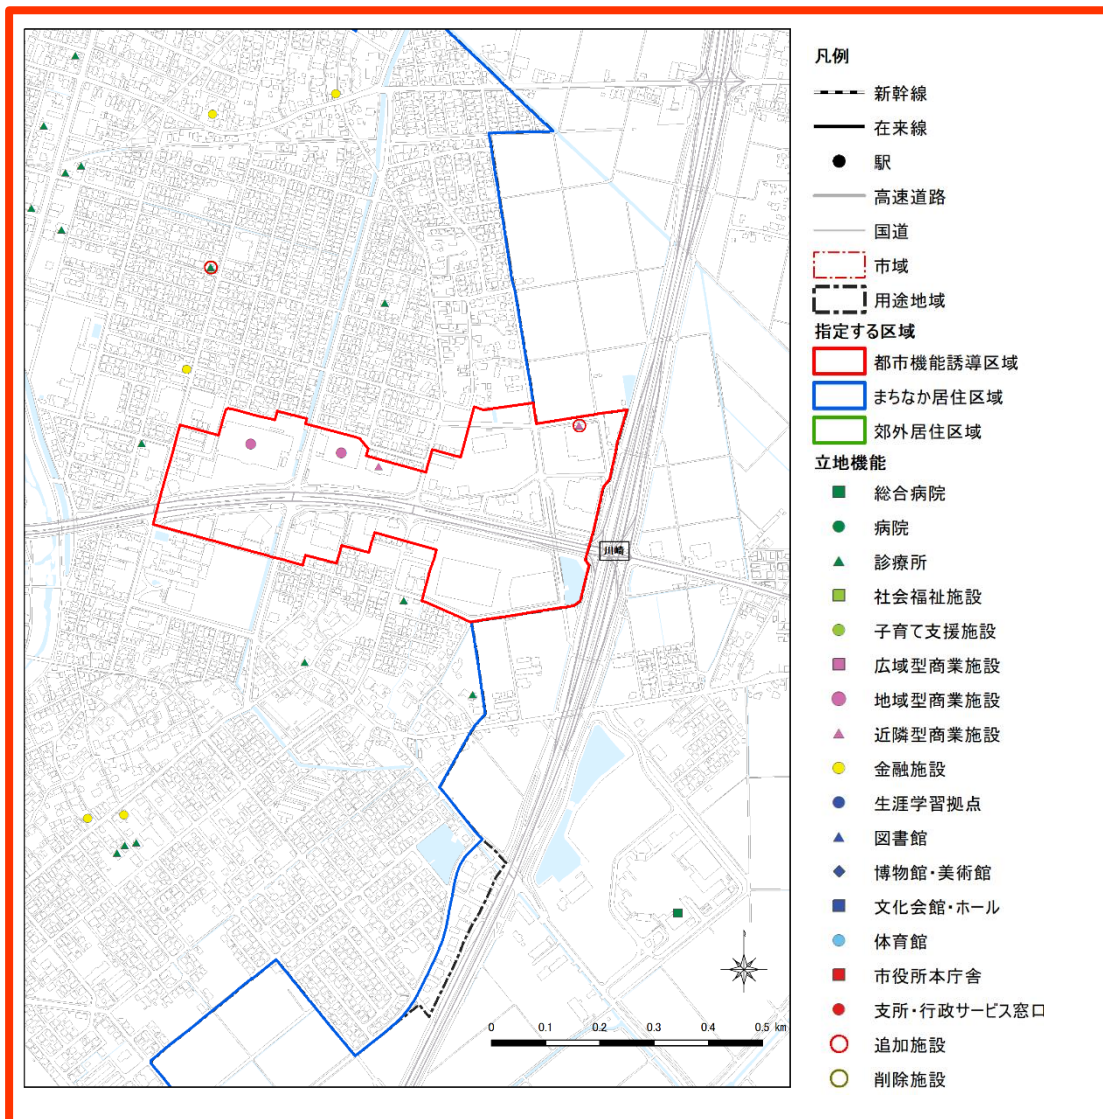 凡例
新幹線
在来線
駅
高速道路
国道
市域
用途地域
指定する区域
都市機能誘導区域
まちなか居住区域
郊外居住区域
立地機能
総合病院
病院
診療所
社会福祉施設
子育て支援施設
広域型商業施設
地域型商業施設
近隣型商業施設
金融施設
生涯学習拠点
図書館
博物館・美術館
文化会館・ホール
体育館
市役所本庁舎
支所・行政サービス窓口
追加施設
削除施設
川崎
0 0.1 0.2 0.3 0.4 0.5 km